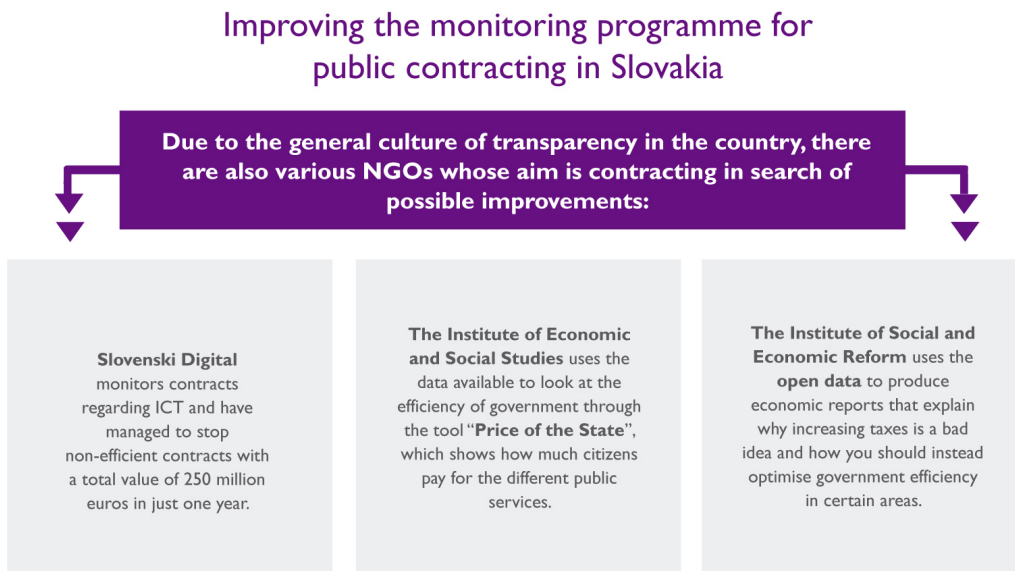 Improving the monitoring programme for
public contracting in Slovakia
Due to the general culture of transparency in the country, there
are also various NGOs whose aim is contracting in search of
possible improvements:
Slovenski Digital
monitors contracts
regarding ICT and have
managed to stop
non-efficient contracts with
a total value of 250 million
euros in just one year.
The Institute of Economic
and Social Studies uses the
data available to look at the
efficiency of government through
the tool “Price of the State”,
which shows how much citizens
pay for the different public
services.
The Institute of Social and
Economic Reform uses the
open data to produce
economic reports that explain
why increasing taxes is a bad
idea and how you should instead
optimise government efficiency
in certain areas.